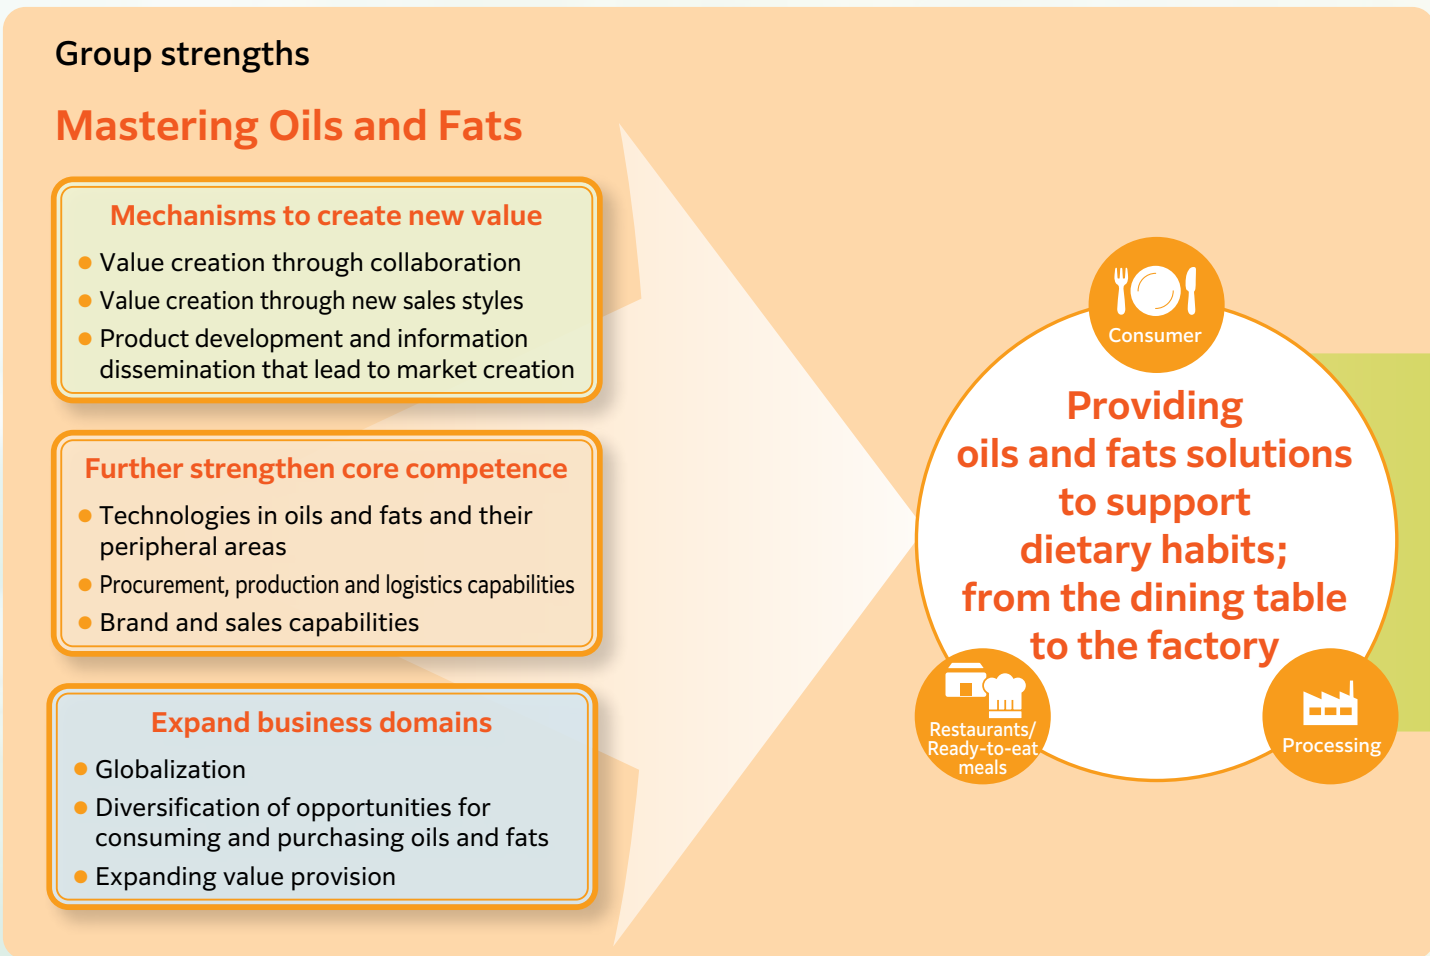 Group strengths
Mastering Oils and Fats
Mechanisms to create new value
● Value creation through collaboration
● Value creation through new sales styles
● Product development and information
dissemination that lead to market creation
Further strengthen core competence
● Technologies in oils and fats and their
peripheral areas
● Procurement, production and logistics capabilities
● Brand and sales capabilities
Expand business domains
● Globalization
● Diversification of opportunities for
consuming and purchasing oils and fats
● Expanding value provision
Consumer
Providing
oils and fats solutions
to support
dietary habits;
from the dining table
to the factory
Restaurants/
Ready-to-eat
meals
Processing